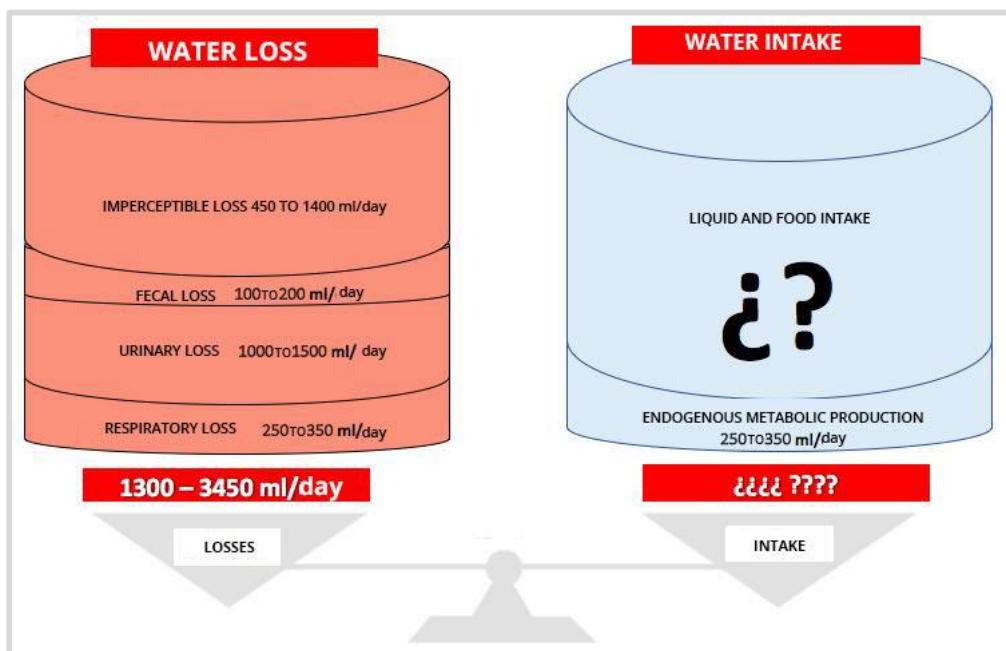 WATER LOSS
IMPERCEPTIBLE LOSS 450 TO 1400 ml/day
FECAL LOSS 100TO200 ml/ day
URINARY LOSS 1000TO1500 ml/ day
RESPIRATORY LOSS 250TO350 ml/day
1300 – 3450 ml/day
LOSSES
WATER INTAKE
LIQUID AND FOOD INTAKE
¿?
ENDOGENOUS METABOLIC PRODUCTION
250TO350 ml/day
¿¿¿¿ ????
INTAKE